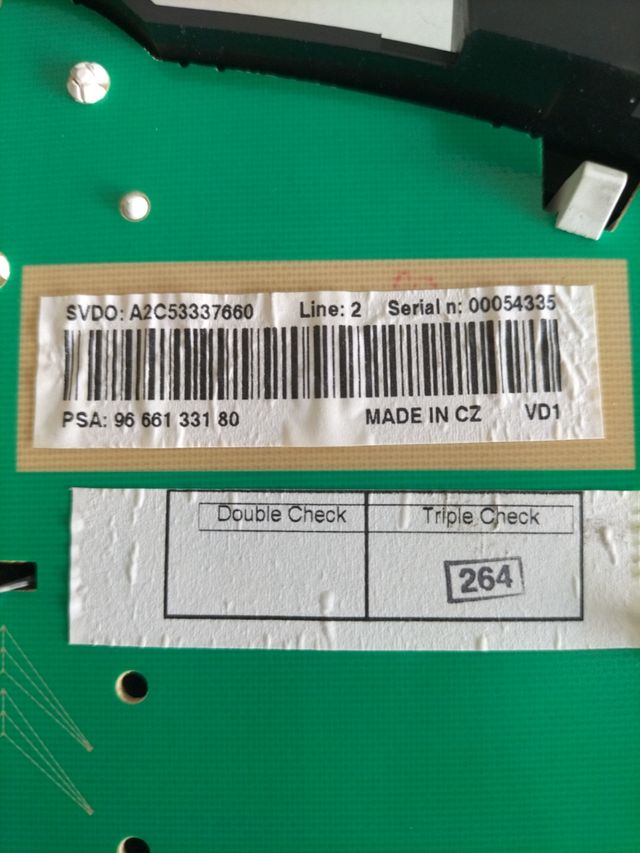 SVDO: A2C53337660 Line: 2 Serial n: 00054335
PSA: 96 661 331 80 MADE IN CZ VD1
Double Check Triple Check
264